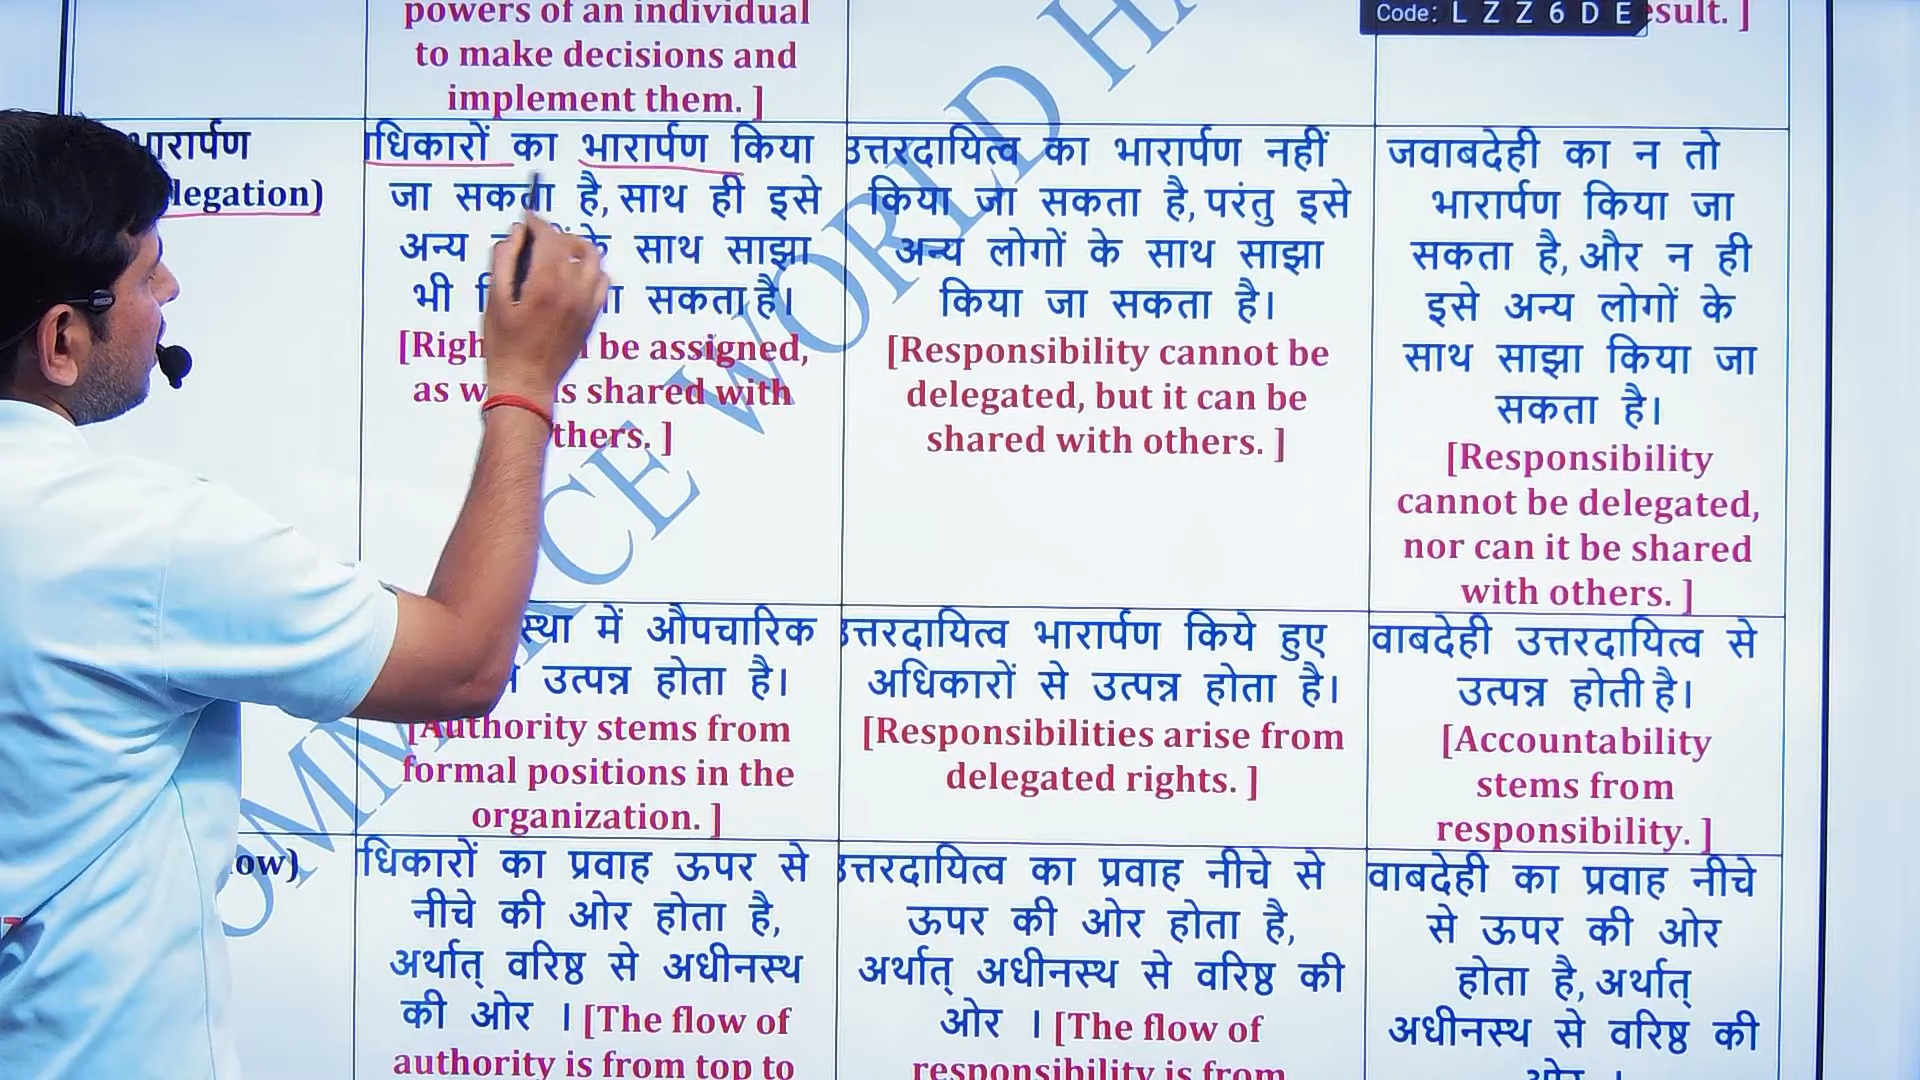 powers of an individual
to make decisions and
implement them. ]
Code: L Z Z 6 D E
esult. ]
भारार्पण
legation)
धिकारों का भारार्पण किया
जा सकता है, साथ ही इसे
अन्य के साथ साझा
भी सकता है।
be assigned,
as shared with
thers. ]
उत्तरदायित्व का भारार्पण नहीं
किया जा सकता है, परंतु इसे
अन्य लोगों के साथ साझा
किया जा सकता है।
[Responsibility cannot be
delegated, but it can be
shared with others. ]
जवाबदेही का न तो
भारार्पण किया जा
सकता है, और न ही
इसे अन्य लोगों के
साथ साझा किया जा
सकता है।
[Responsibility
cannot be delegated,
nor can it be shared
with others. ]
स्था में औपचारिक
उत्पन्न होता है।
[Authority stems from
formal positions in the
organization. ]
उत्तरदायित्व भारार्पण किये हुए
अधिकारों से उत्पन्न होता है।
[Responsibilities arise from
delegated rights. ]
वाबदेही उत्तरदायित्व से
उत्पन्न होती है।
[Accountability
stems from
responsibility. ]
ow)
धिकारों का प्रवाह ऊपर से
नीचे की ओर होता है,
अर्थात् वरिष्ठ से अधीनस्थ
की ओर । [The flow of
authority is from top to
उत्तरदायित्व का प्रवाह नीचे से
ऊपर की ओर होता है,
अर्थात् अधीनस्थ से वरिष्ठ की
ओर । [The flow of
responsibility is from
वाबदेही का प्रवाह नीचे
से ऊपर की ओर
होता है, अर्थात्
अधीनस्थ से वरिष्ठ की
ओर ।